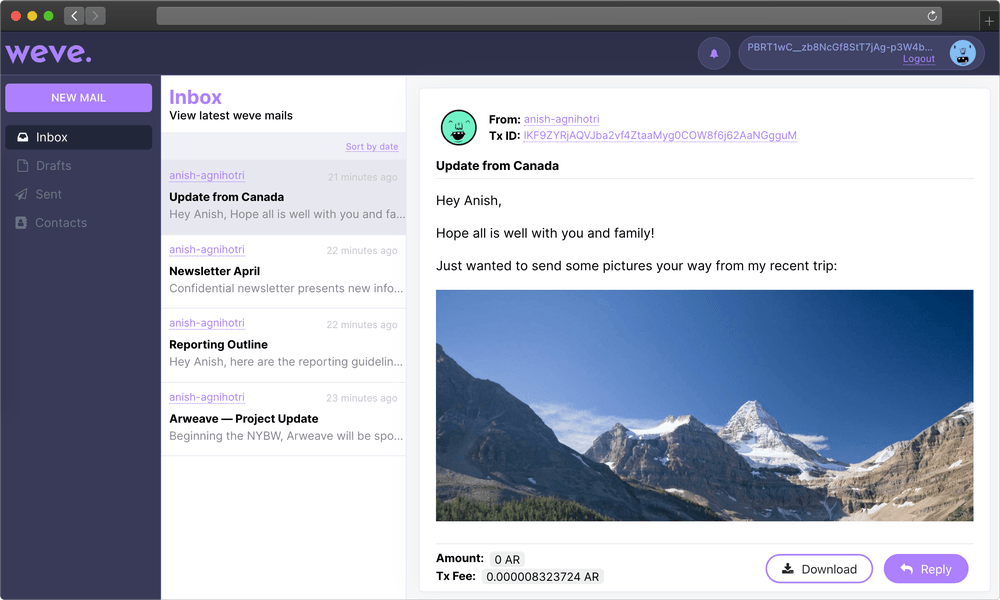 weve.
PBRT1wC__zb8NcGf8StT7jAg-p3W4b...
Logout
NEW MAIL
Inbox
Drafts
Sent
Contacts
Inbox
View latest weve mails
Sort by date
anish-agnihotri
21 minutes ago
Update from Canada
Hey Anish, Hope all is well with you and fa...
anish-agnihotri
22 minutes ago
Newsletter April
Confidential newsletter presents new info...
anish-agnihotri
22 minutes ago
Reporting Outline
Hey Anish, here are the reporting guidelin...
anish-agnihotri
23 minutes ago
Arweave — Project Update
Beginning the NYBW, Arweave will be spo...
From: anish-agnihotri
Tx ID: IKF9ZYRjAQVJba2vf4ZtaaMyg0COW8f6j62AaNGgguM
Update from Canada
Hey Anish,
Hope all is well with you and family!
Just wanted to send some pictures your way from my recent trip:
Amount: 0 AR
Tx Fee: 0.000008323724 AR
Download
Reply